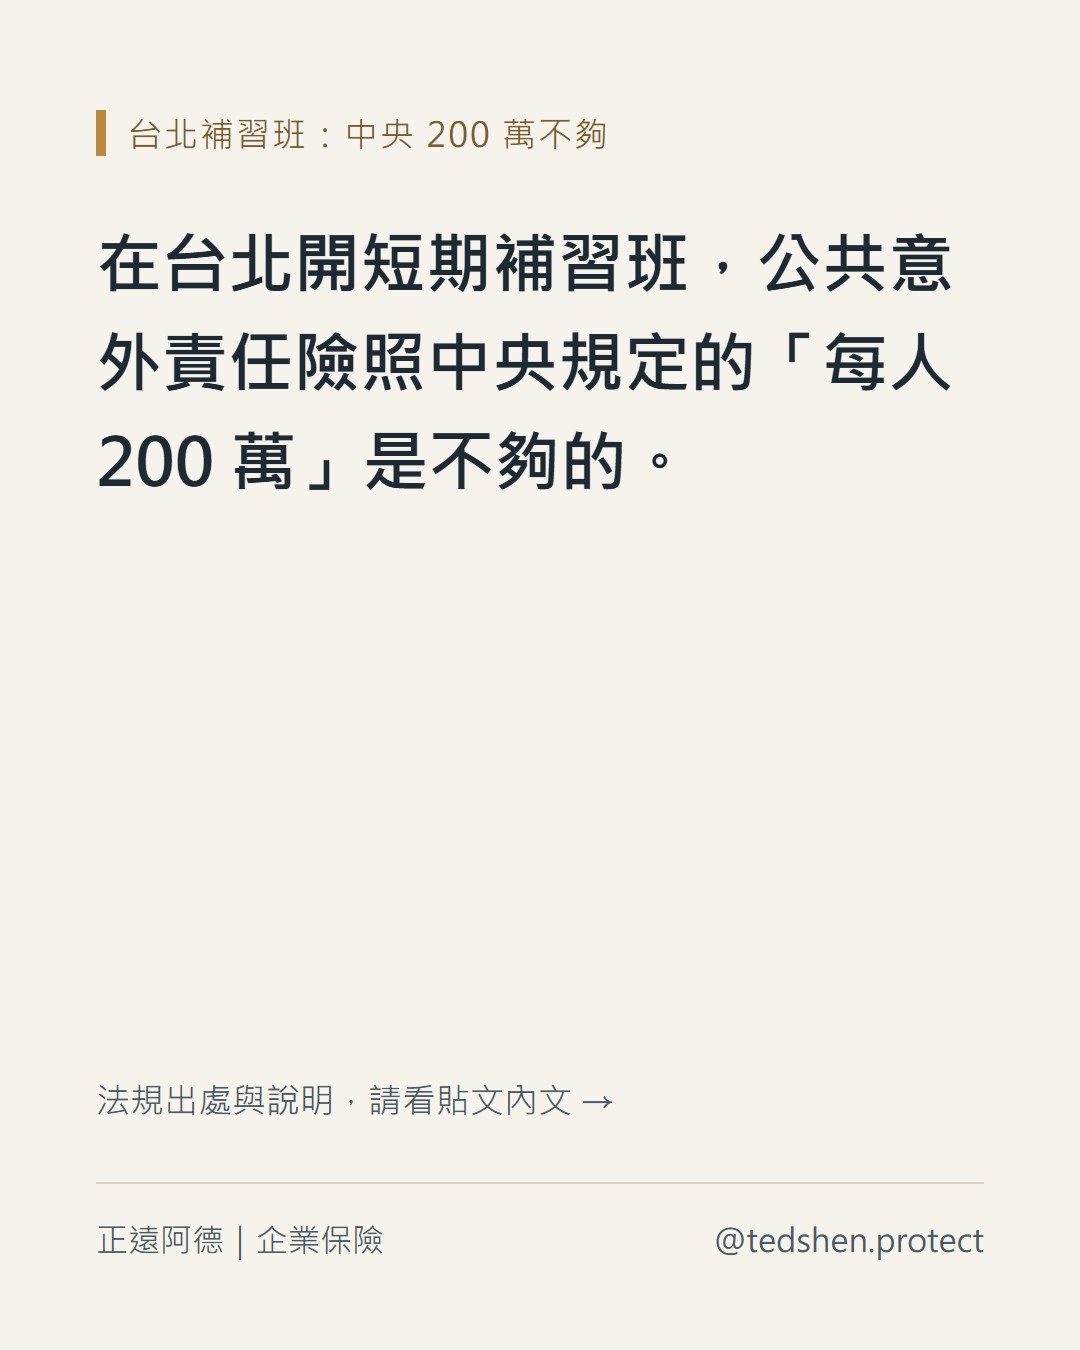 台北補習班：中央 200 萬不夠
在台北開短期補習班，公共意
外責任險照中央規定的「每人
200 萬」是不夠的。
法規出處與說明，請看貼文內文 →
正遠阿德｜企業保險
@tedshen.protect